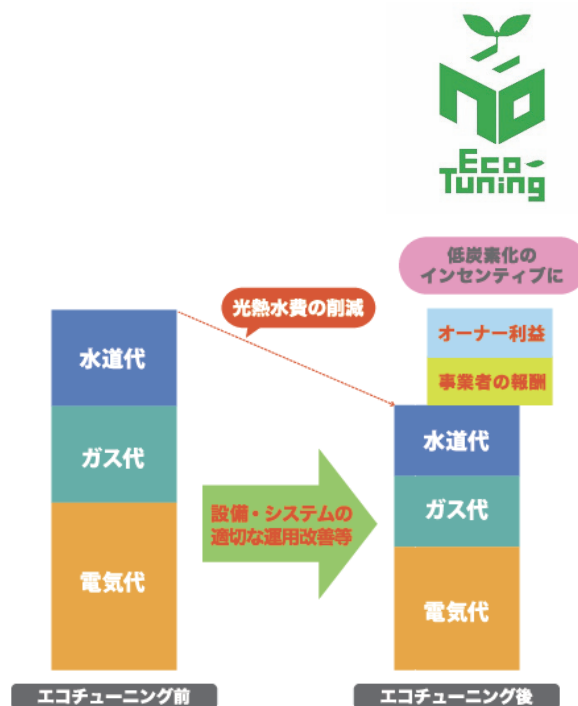 Eco-
Tuning
低炭素化の
インセンティブに
光熱水費の削減
オーナー利益
事業者の報酬
水道代
ガス代
電気代
設備・システムの
適切な運用改善等
水道代
ガス代
電気代
エコチューニング前
エコチューニング後